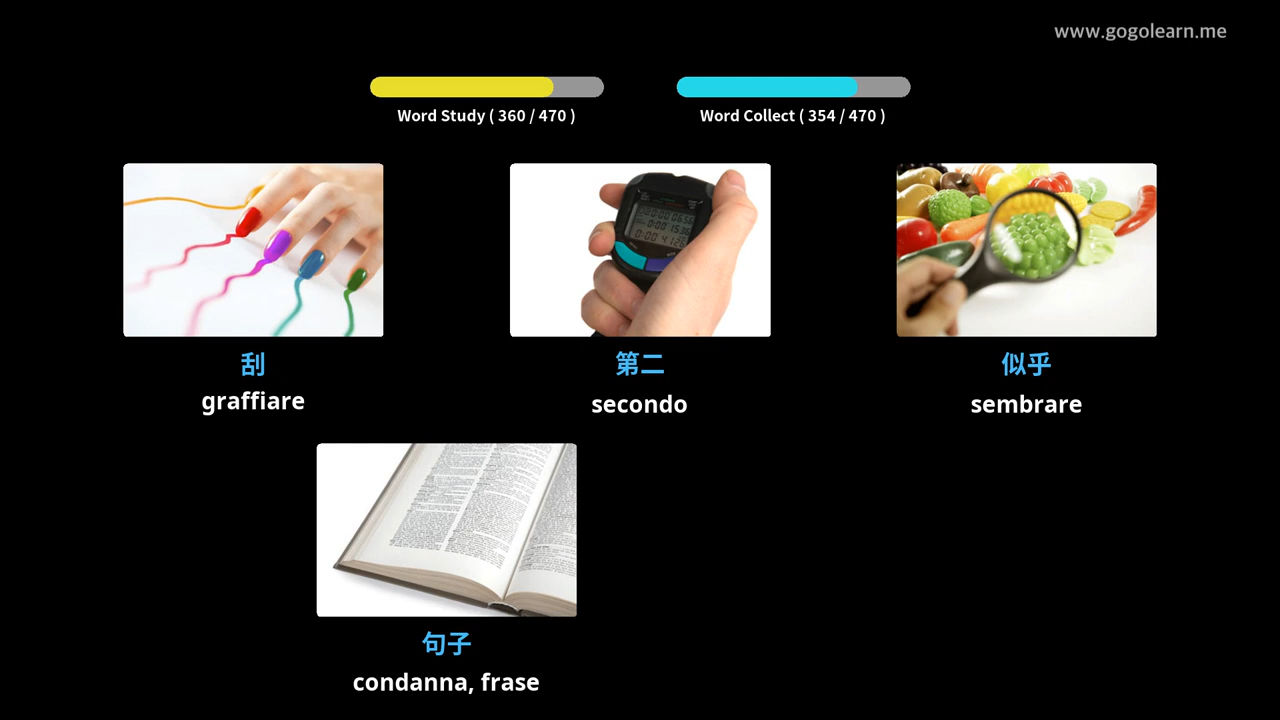 www.gogolearn.me
Word Study ( 360 / 470 )
Word Collect ( 354 / 470 )
刮
graffiare
第二
secondo
似乎
sembrare
句子
condanna, frase